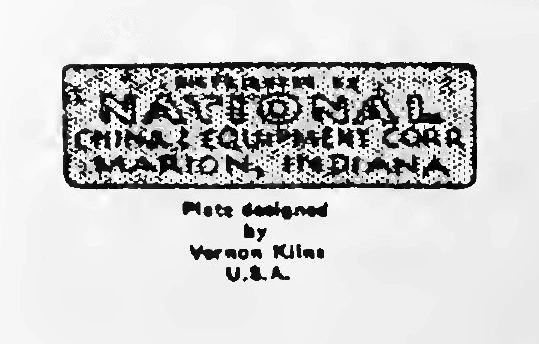 NATIONAL
CHINA & EQUIPMENT CORP.
MARION, INDIANA
Plate designed
by
Vernon Kilns
U.S.A.